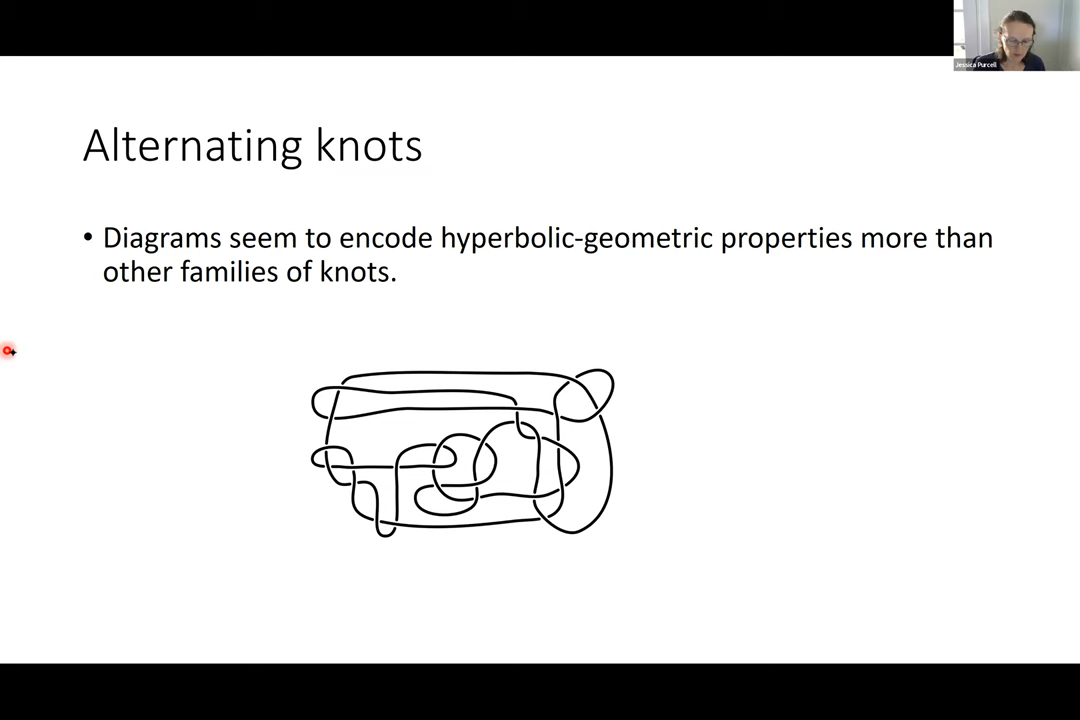 Jessica Purcell
Alternating knots
• Diagrams seem to encode hyperbolic-geometric properties more than
other families of knots.